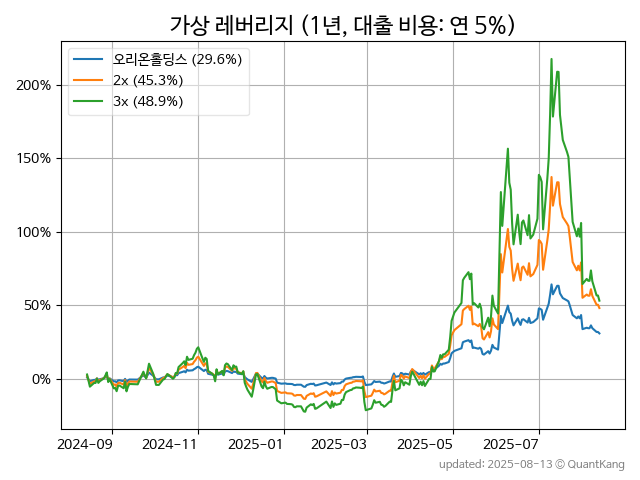 가상 레버리지 (1년, 대출 비용: 연 5%)
오리온홀딩스 (29.6%)
2x (45.3%)
3x (48.9%)
200%
150%
100%
50%
0%
2024-09 2024-11 2025-01 2025-03 2025-05 2025-07
updated: 2025-08-13 © QuantKang